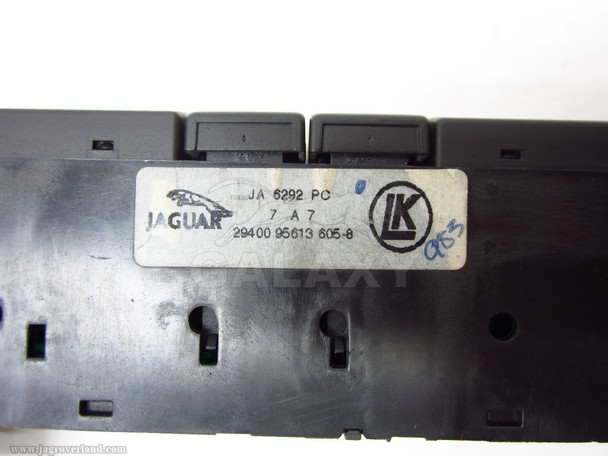 JA 6292 PC
7 A 7
JAGUAR
29400 95613 605-8
LK
Q53
GALAXY
www.jagroverland.com